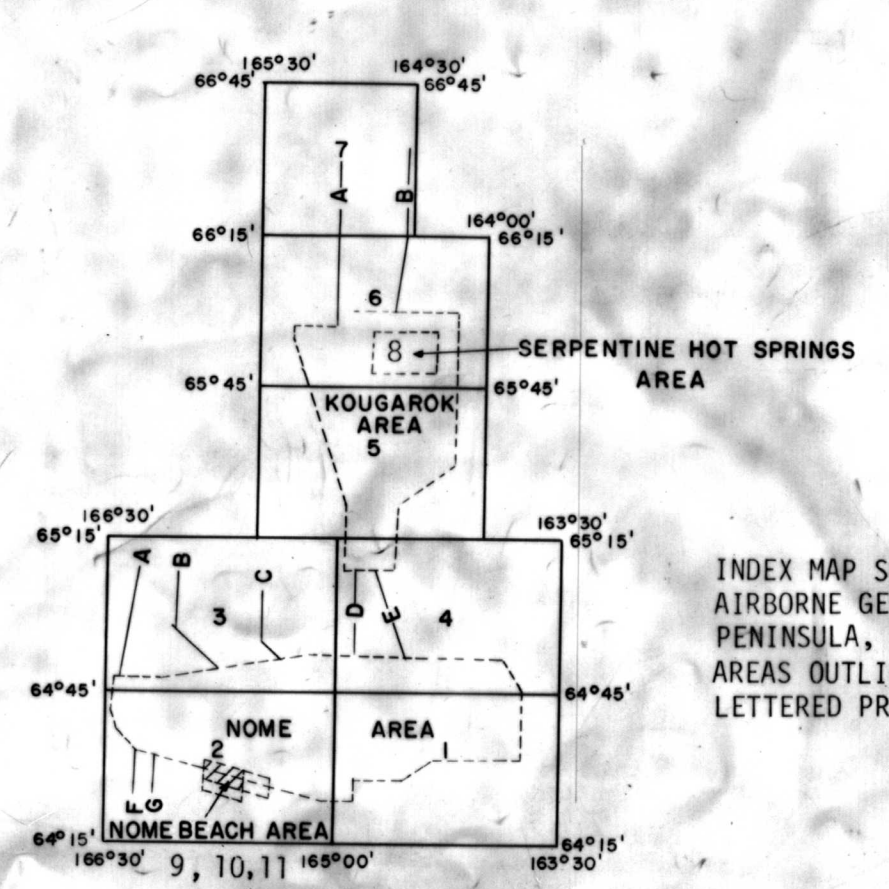 165°30' 164°30'
66°45' 66°45'
7
A B
164°00'
66°15' 66°15'
6
8 SERPENTINE HOT SPRINGS
AREA
65°45' 65°45'
KOUGAROK
AREA
5
166°30' 163°30'
65°15' 65°15'
A B C D E
3 4
INDEX MAP S
AIRBORNE GE
PENINSULA,
AREAS OUTLI
LETTERED PR
64°45' 64°45'
NOME AREA
2 1
F G
NOME BEACH AREA
64°15' 64°15'
166°30' 165°00' 163°30'
9, 10, 11